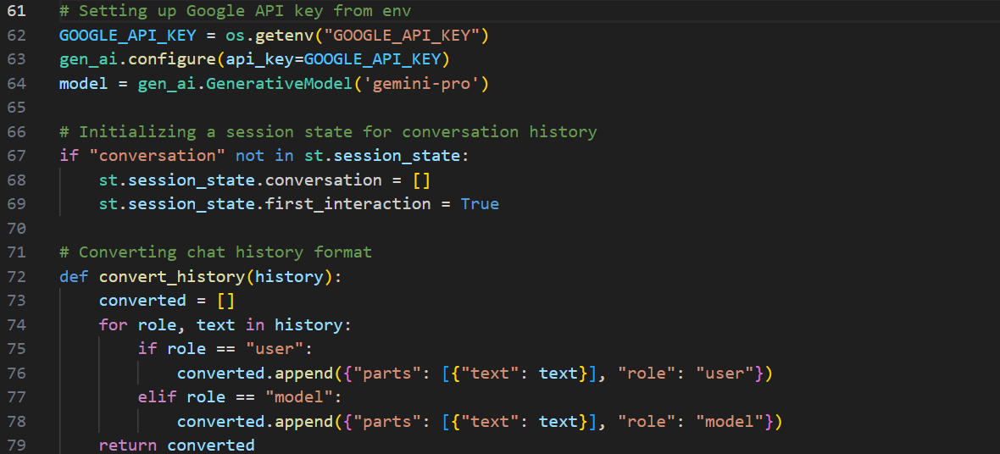 61 # Setting up Google API key from env
62 GOOGLE_API_KEY = os.getenv("GOOGLE_API_KEY")
63 gen_ai.configure(api_key=GOOGLE_API_KEY)
64 model = gen_ai.GenerativeModel('gemini-pro')
65
66 # Initializing a session state for conversation history
67 if "conversation" not in st.session_state:
68     st.session_state.conversation = []
69     st.session_state.first_interaction = True
70
71 # Converting chat history format
72 def convert_history(history):
73     converted = []
74     for role, text in history:
75         if role == "user":
76             converted.append({"parts": [{"text": text}], "role": "user"})
77         elif role == "model":
78             converted.append({"parts": [{"text": text}], "role": "model"})
79     return converted